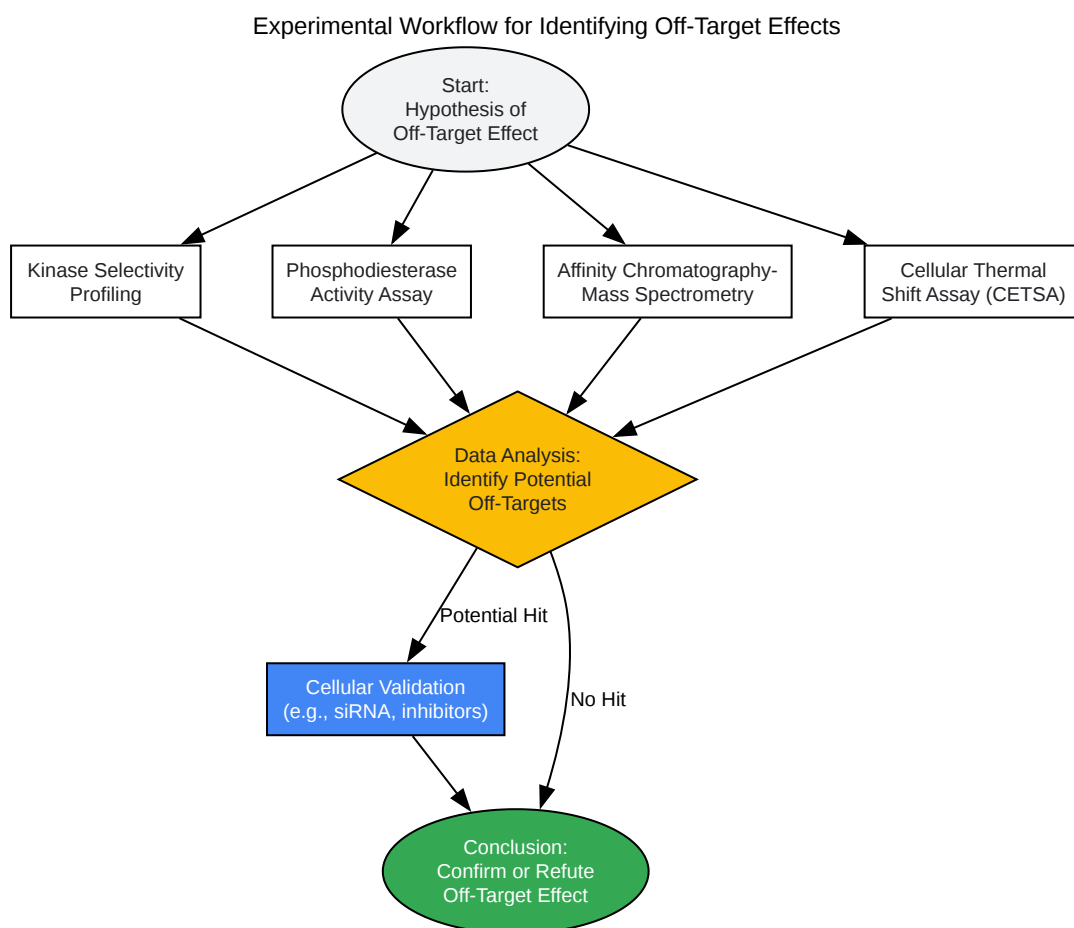 Experimental Workflow for Identifying Off-Target Effects
Start:
Hypothesis of
Off-Target Effect
Kinase Selectivity
Profiling
Phosphodiesterase
Activity Assay
Affinity Chromatography-
Mass Spectrometry
Cellular Thermal
Shift Assay (CETSA)
Data Analysis:
Identify Potential
Off-Targets
Potential Hit
Cellular Validation
(e.g., siRNA, inhibitors)
No Hit
Conclusion:
Confirm or Refute
Off-Target Effect